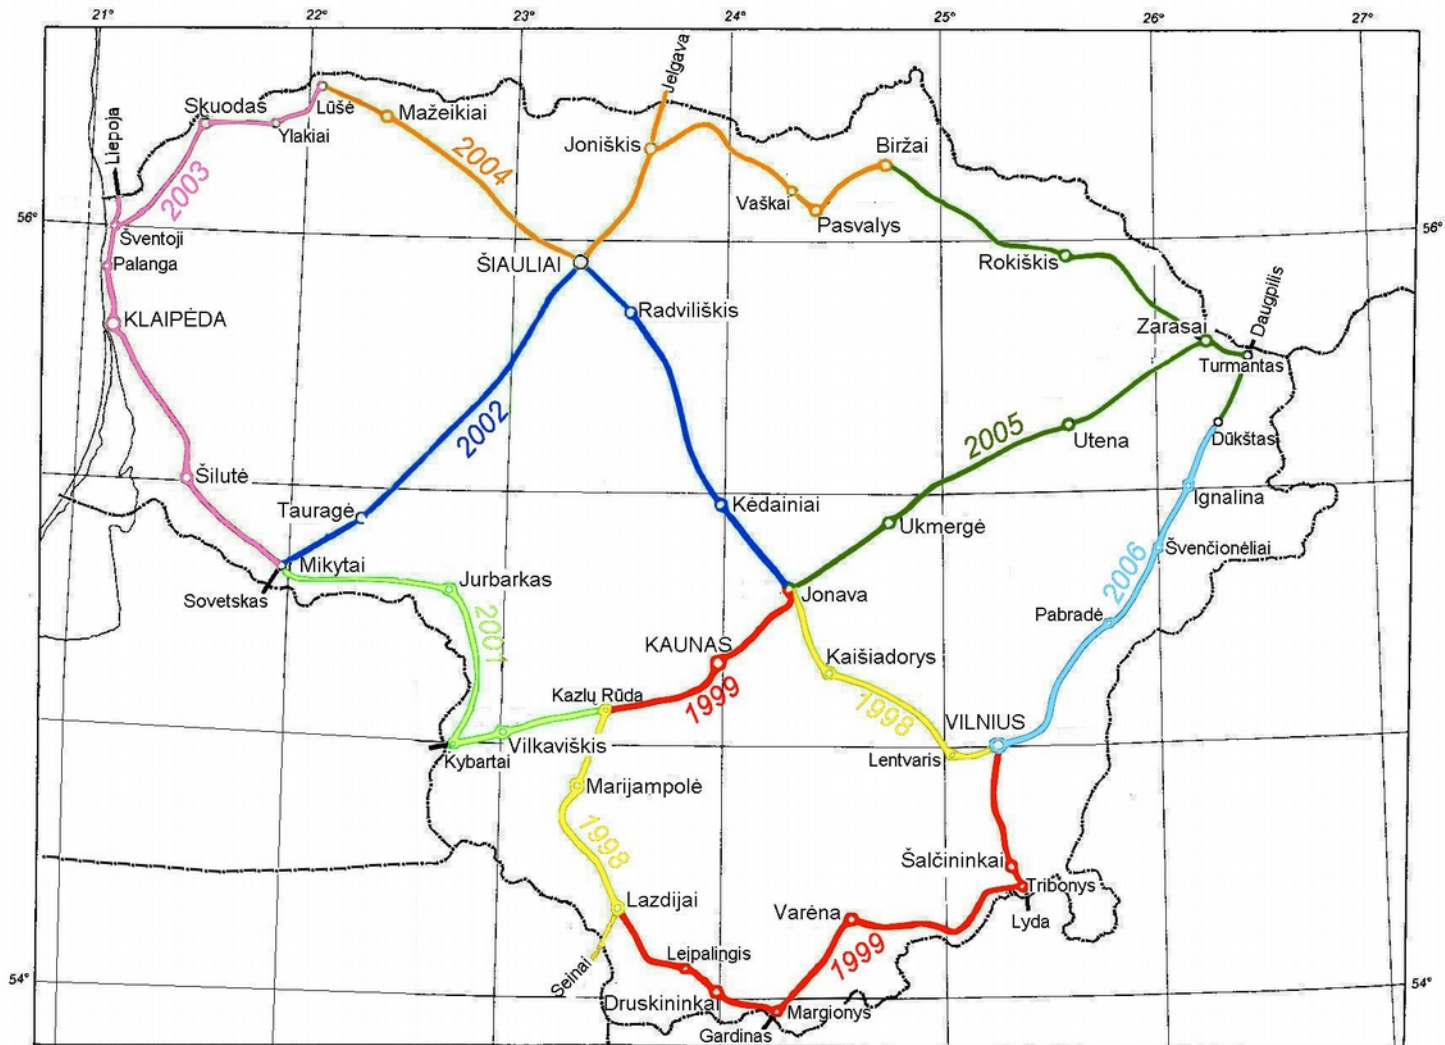 21°
22°
23°
24°
25°
26°
27°
Jelgava
Skuodas
Lūšė
Mažeikiai
Liepoja
Ylakiai
Joniškis
Biržai
2004
2003
Vaškai
Pasvalys
56°
56°
Šventoji
Palanga
ŠIAULIAI
Rokiškis
Daugpilis
KLAIPĖDA
Radviliškis
Zarasai
Turmantas
2002
2005
Utena
Dūkštas
Šilutė
Ignalina
Tauragė
Kėdainiai
Ukmergė
Švenčionėliai
Mikytai
Jurbarkas
2006
Sovetskas
Jonava
2001
Pabradė
KAUNAS
Kaišiadorys
Kazlų Rūda
1999
1998
VILNIUS
Vilkaviškis
Kybartai
Lentvaris
Marijampolė
1998
Šalčininkai
Tribonys
Lazdijai
Varėna
Lyda
1999
Leipalingis
Seinai
54°
54°
Druskininkai
Margionys
Gardinas